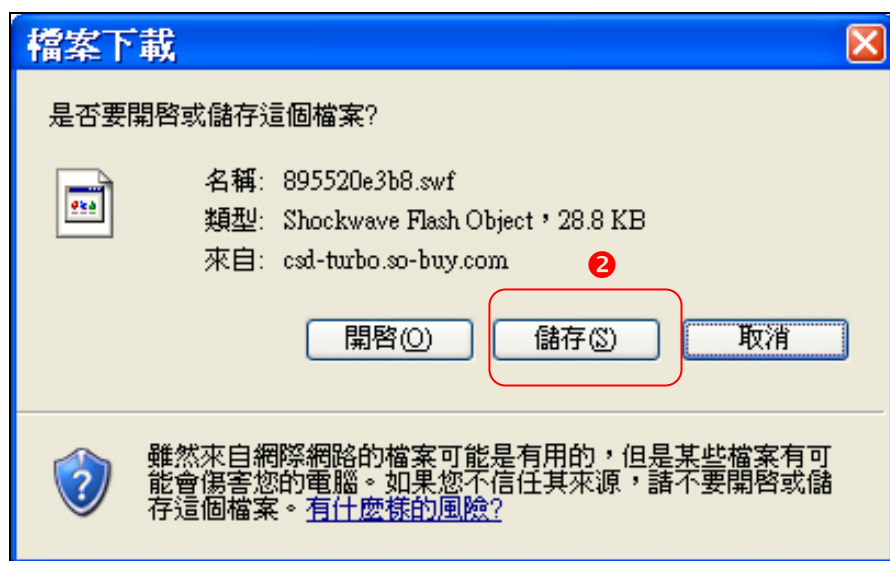 檔案下載
是否要開啓或儲存這個檔案?
名稱: 895520e3b8.swf
類型: Shockwave Flash Object，28.8 KB
來自: csd-turbo.so-buy.com
2
開啓(O) 儲存(S) 取消
雖然來自網際網路的檔案可能是有用的，但是某些檔案有可
能會傷害您的電腦。如果您不信任其來源，請不要開啓或儲
存這個檔案。有什麼樣的風險?